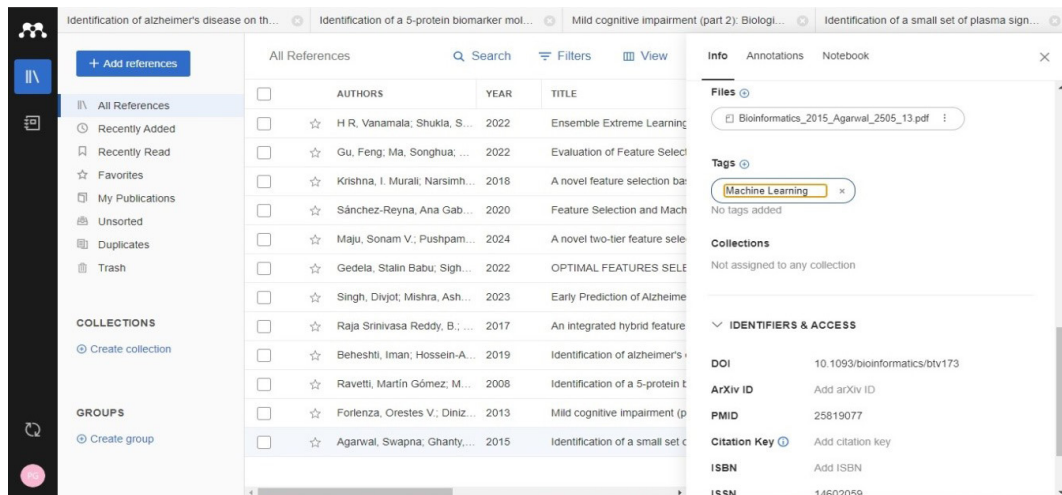 Identification of alzheimer's disease on th...
Identification of a 5-protein biomarker mol...
Mild cognitive impairment (part 2): Biologi...
Identification of a small set of plasma sign...
+ Add references
All References
Recently Added
Recently Read
Favorites
My Publications
Unsorted
Duplicates
Trash
COLLECTIONS
Create collection
GROUPS
Create group
PG
All References Search Filters View
AUTHORS YEAR TITLE
H R, Vanamala; Shukla, S... 2022 Ensemble Extreme Learning
Gu, Feng; Ma, Songhua; ... 2022 Evaluation of Feature Select
Krishna, I. Murali; Narsimh... 2018 A novel feature selection bas
Sánchez-Reyna, Ana Gab... 2020 Feature Selection and Mach
Maju, Sonam V.; Pushpam... 2024 A novel two-tier feature sele
Gedela, Stalin Babu; Sigh... 2022 OPTIMAL FEATURES SELE
Singh, Divjot; Mishra, Ash... 2023 Early Prediction of Alzheime
Raja Srinivasa Reddy, B.; ... 2017 An integrated hybrid feature
Beheshti, Iman; Hossein-A... 2019 Identification of alzheimer's
Ravetti, Martín Gómez; M... 2008 Identification of a 5-protein b
Forlenza, Orestes V.; Diniz... 2013 Mild cognitive impairment (p
Agarwal, Swapna; Ghanty,... 2015 Identification of a small set
Info Annotations Notebook
Files
Bioinformatics_2015_Agarwal_2505_13.pdf
Tags
Machine Learning
No tags added
Collections
Not assigned to any collection
IDENTIFIERS & ACCESS
DOI 10.1093/bioinformatics/btv173
ArXiv ID Add arXiv ID
PMID 25819077
Citation Key Add citation key
ISBN Add ISBN
ISSN 14602059